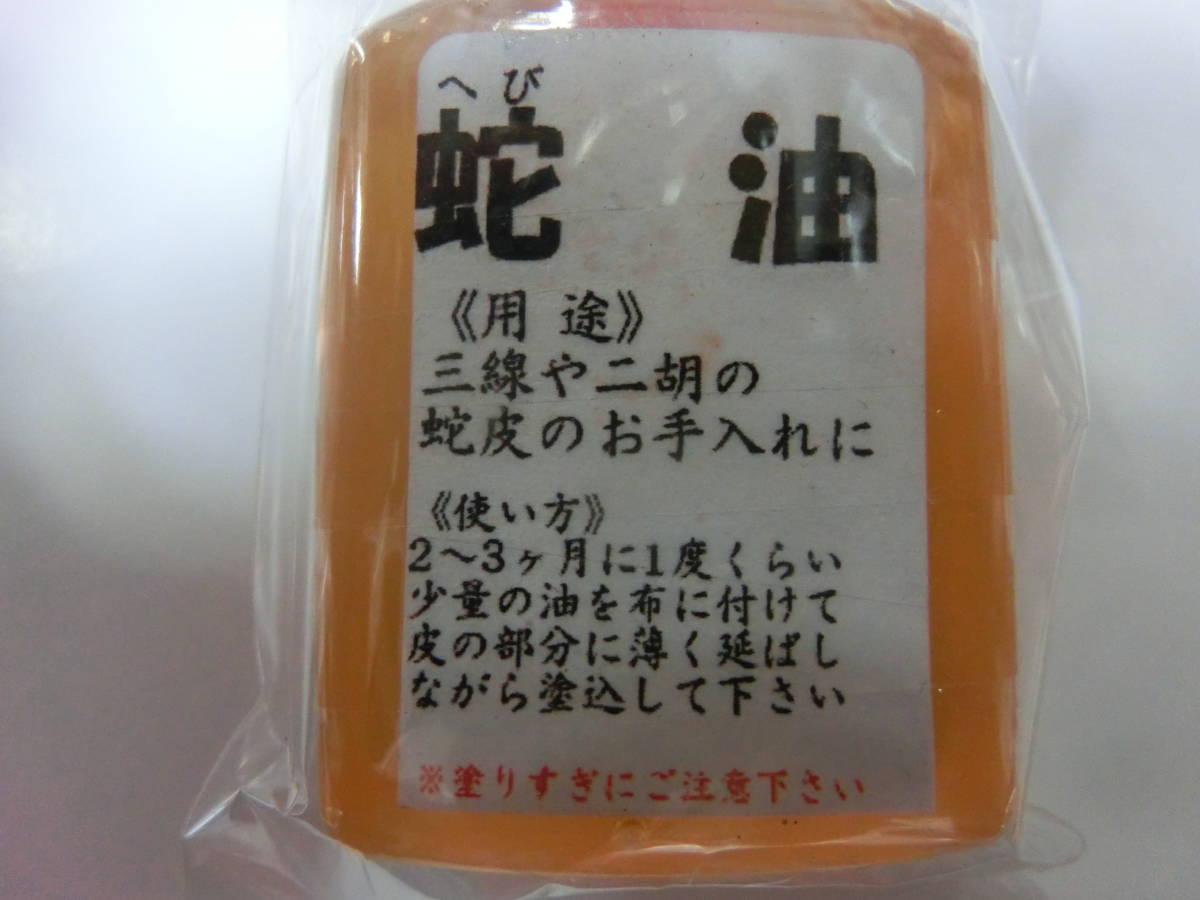 へび
蛇 油
《用 途》
三線や二胡の
蛇皮のお手入れに
《使い方》
2〜3ヶ月に1度くらい
少量の油を布に付けて
皮の部分に薄く延ばし
ながら塗込して下さい
※塗りすぎにご注意下さい